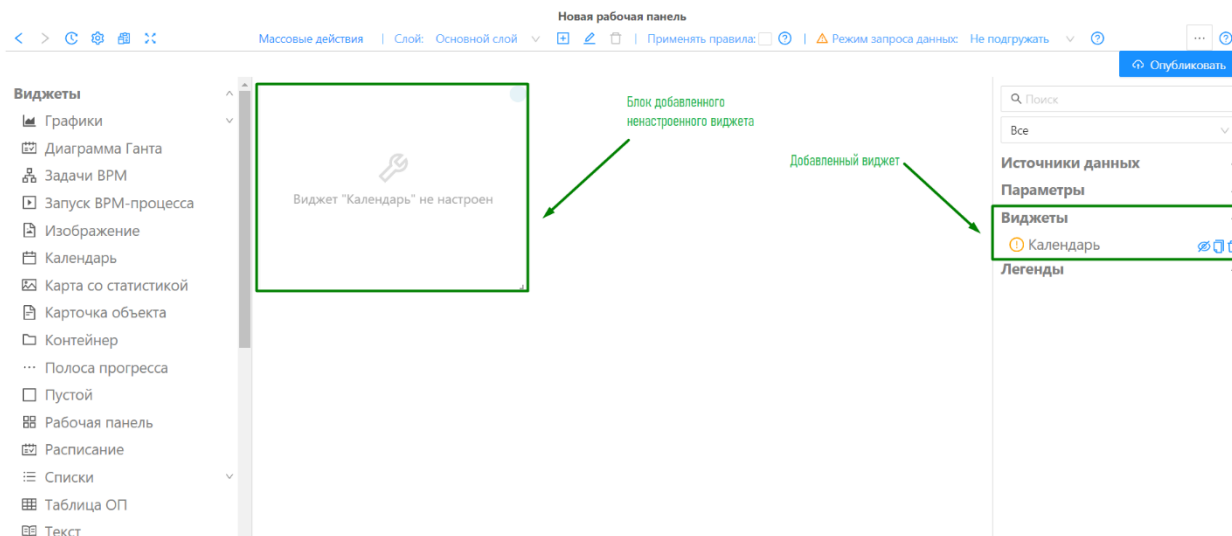 Новая рабочая панель
Массовые действия | Слой: Основной слой | Применять правила: | Режим запроса данных: Не подгружать
Опубликовать
Виджеты
Графики
Диаграмма Ганта
Задачи BPM
Запуск BPM-процесса
Изображение
Календарь
Карта со статистикой
Карточка объекта
Контейнер
Полоса прогресса
Пустой
Рабочая панель
Расписание
Списки
Таблица ОП
Текст
Виджет "Календарь" не настроен
Блок добавленного
ненастроенного виджета
Добавленный виджет
Поиск
Все
Источники данных
Параметры
Виджеты
Календарь
Легенды